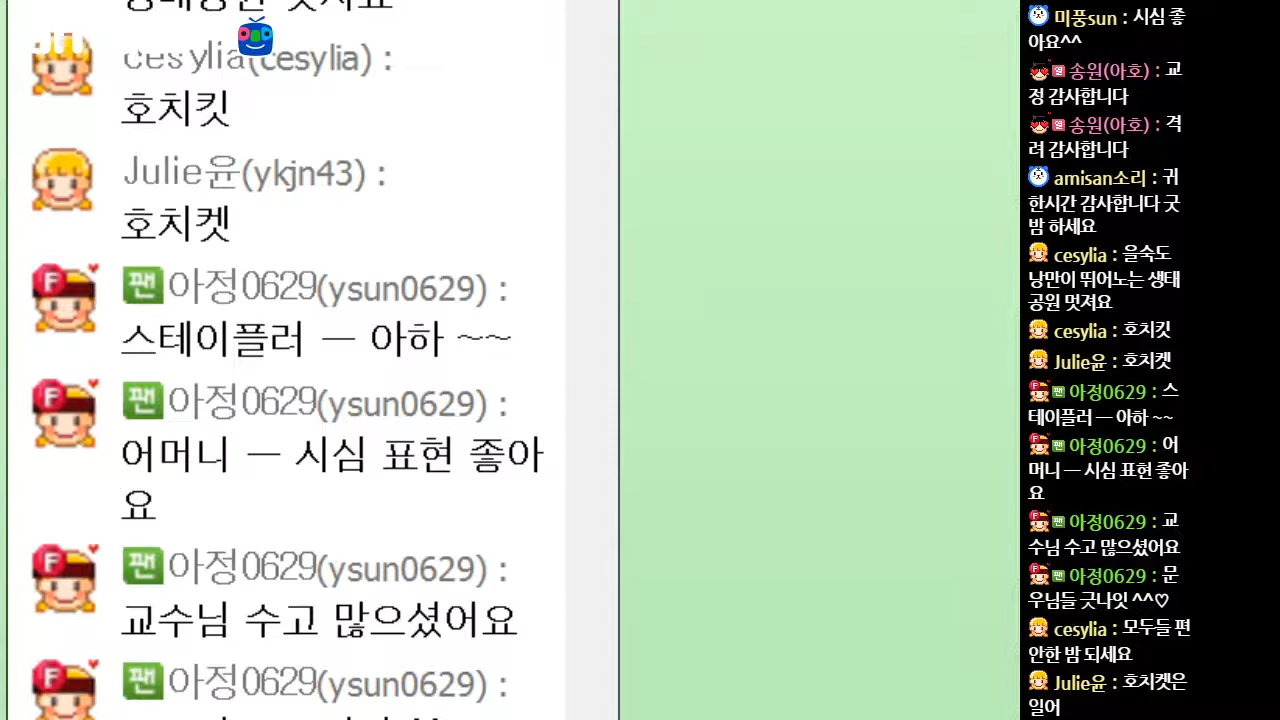 cesylia(cesylia) :
호치킷
Julie윤(ykjn43) :
호치켓
팬 아정0629(ysun0629) :
스테이플러 ㅡ 아하 ~~
팬 아정0629(ysun0629) :
어머니 ㅡ 시심 표현 좋아
요
팬 아정0629(ysun0629) :
교수님 수고 많으셨어요
팬 아정0629(ysun0629) :
미풍sun : 시심 좋
아요^^
열 송원(아호) : 교
정 감사합니다
열 송원(아호) : 격
려 감사합니다
amisan소리 : 귀
한시간 감사합니다 굿
밤 하세요
cesylia : 을숙도
낭만이 뛰어노는 생태
공원 멋져요
cesylia : 호치킷
Julie윤 : 호치켓
팬 아정0629 : 스
테이플러 ㅡ 아하 ~~
팬 아정0629 : 어
머니 ㅡ 시심 표현 좋아
요
팬 아정0629 : 교
수님 수고 많으셨어요
팬 아정0629 : 문
우님들 긋나잇 ^^♡
cesylia : 모두들 편
안한 밤 되세요
Julie윤 : 호치켓은
일어